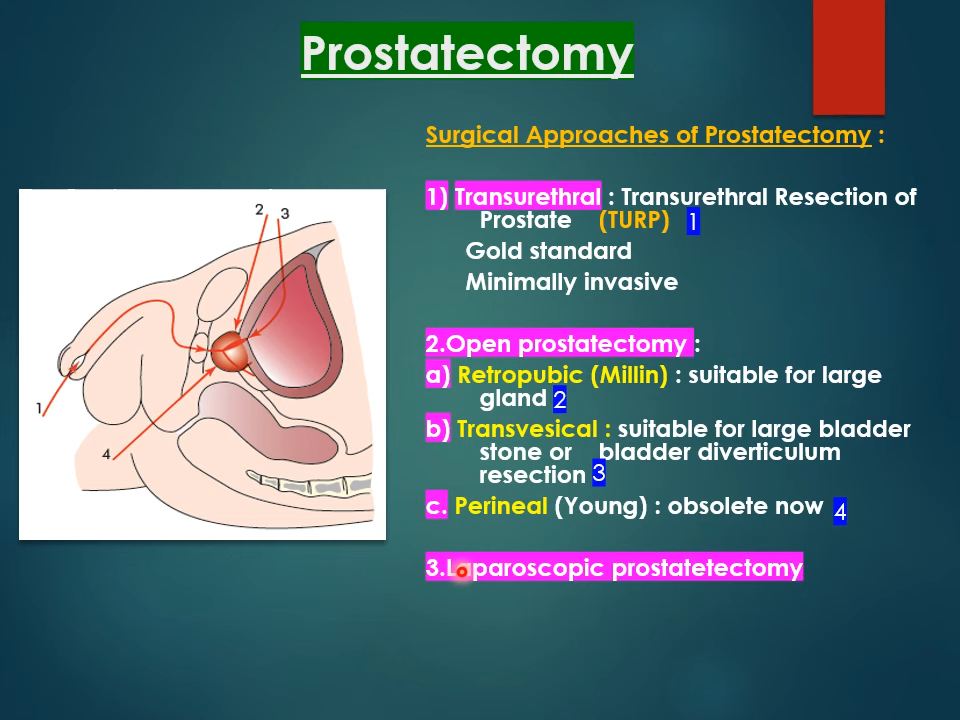 Prostatectomy
Surgical Approaches of Prostatectomy :
1) Transurethral : Transurethral Resection of
Prostate (TURP) 1
Gold standard
Minimally invasive
2.Open prostatectomy :
a) Retropubic (Millin) : suitable for large
gland 2
b) Transvesical : suitable for large bladder
stone or bladder diverticulum
resection 3
c. Perineal (Young) : obsolete now 4
3.Laparoscopic prostatetectomy
2 3
1
4